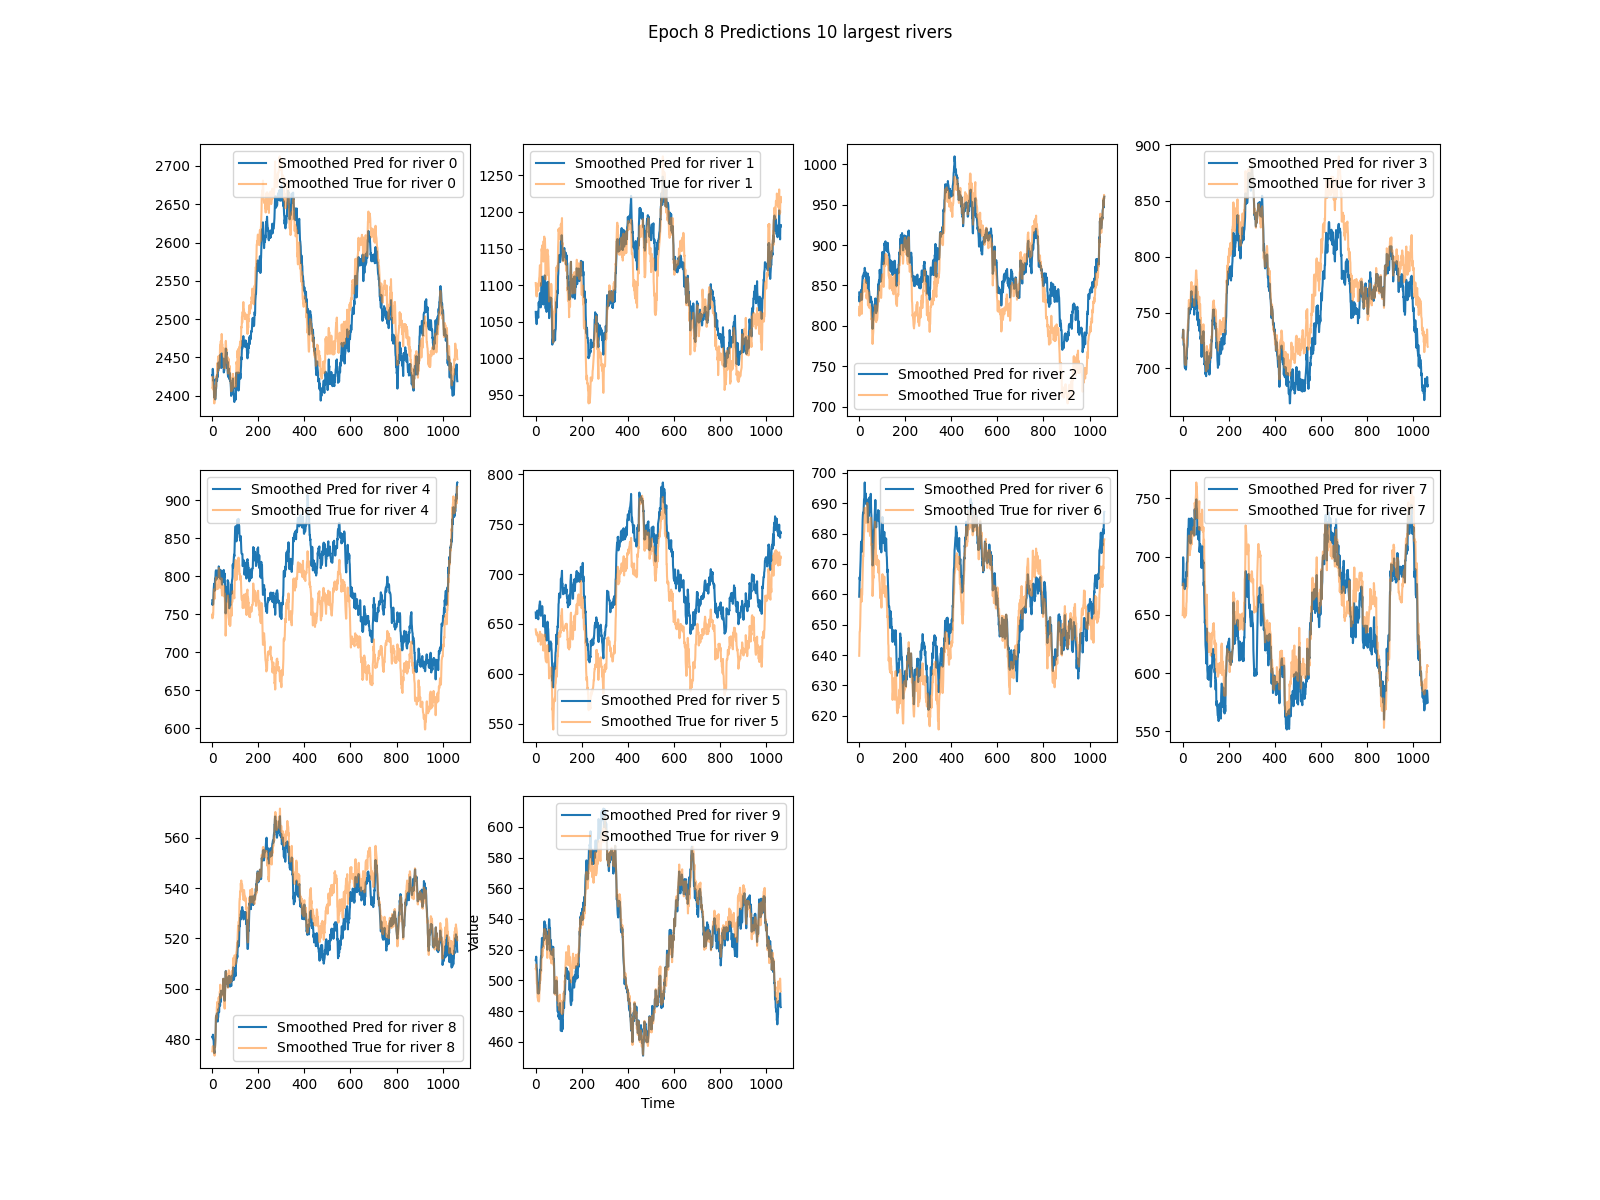 Epoch 8 Predictions 10 largest rivers
2700
2650
2600
2550
2500
2450
2400
0 200 400 600 800 1000
Smoothed Pred for river 0
Smoothed True for river 0
1250
1200
1150
1100
1050
1000
950
0 200 400 600 800 1000
Smoothed Pred for river 1
Smoothed True for river 1
1000
950
900
850
800
750
700
0 200 400 600 800 1000
Smoothed Pred for river 2
Smoothed True for river 2
900
850
800
750
700
0 200 400 600 800 1000
Smoothed Pred for river 3
Smoothed True for river 3
900
850
800
750
700
650
600
0 200 400 600 800 1000
Smoothed Pred for river 4
Smoothed True for river 4
800
750
700
650
600
550
0 200 400 600 800 1000
Smoothed Pred for river 5
Smoothed True for river 5
700
690
680
670
660
650
640
630
620
0 200 400 600 800 1000
Smoothed Pred for river 6
Smoothed True for river 6
750
700
650
600
550
0 200 400 600 800 1000
Smoothed Pred for river 7
Smoothed True for river 7
560
540
520
500
480
0 200 400 600 800 1000
Smoothed Pred for river 8
Smoothed True for river 8
Value
600
580
560
540
520
500
480
460
0 200 400 600 800 1000
Smoothed Pred for river 9
Smoothed True for river 9
Time